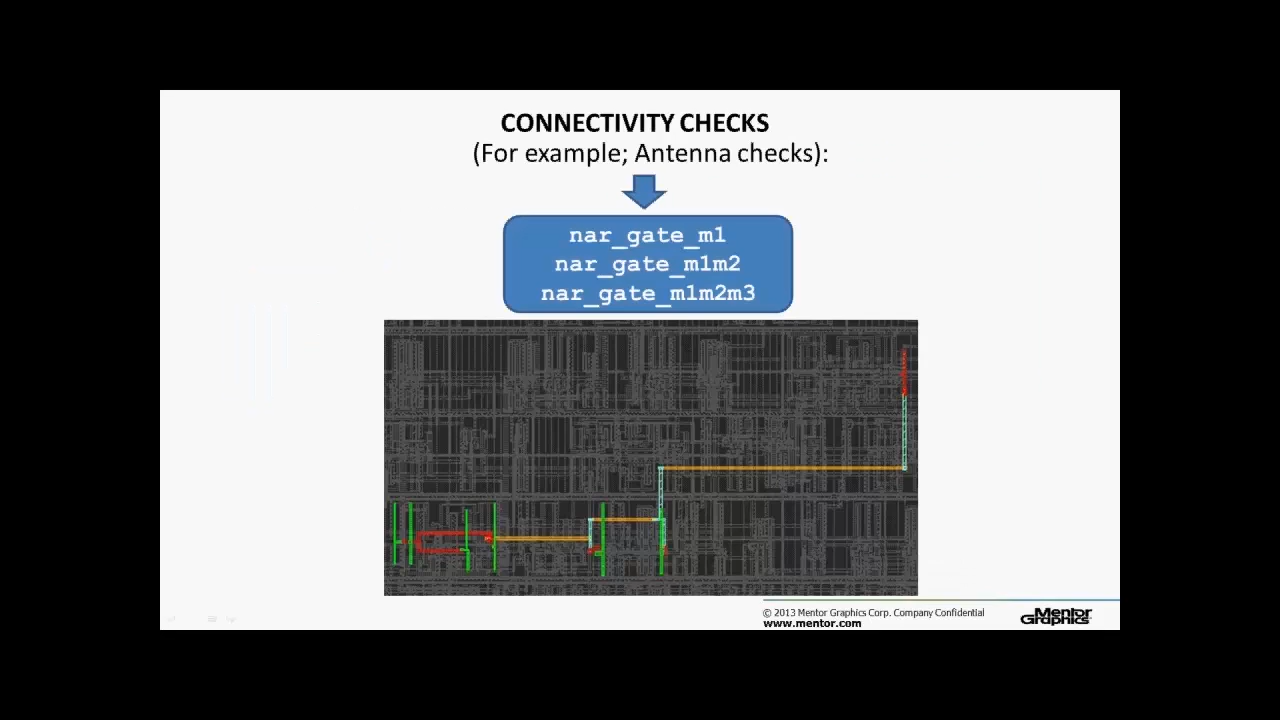 CONNECTIVITY CHECKS
(For example; Antenna checks):
nar_gate_m1
nar_gate_m1m2
nar_gate_m1m2m3
© 2013 Mentor Graphics Corp. Company Confidential
www.mentor.com
Mentor
Graphics